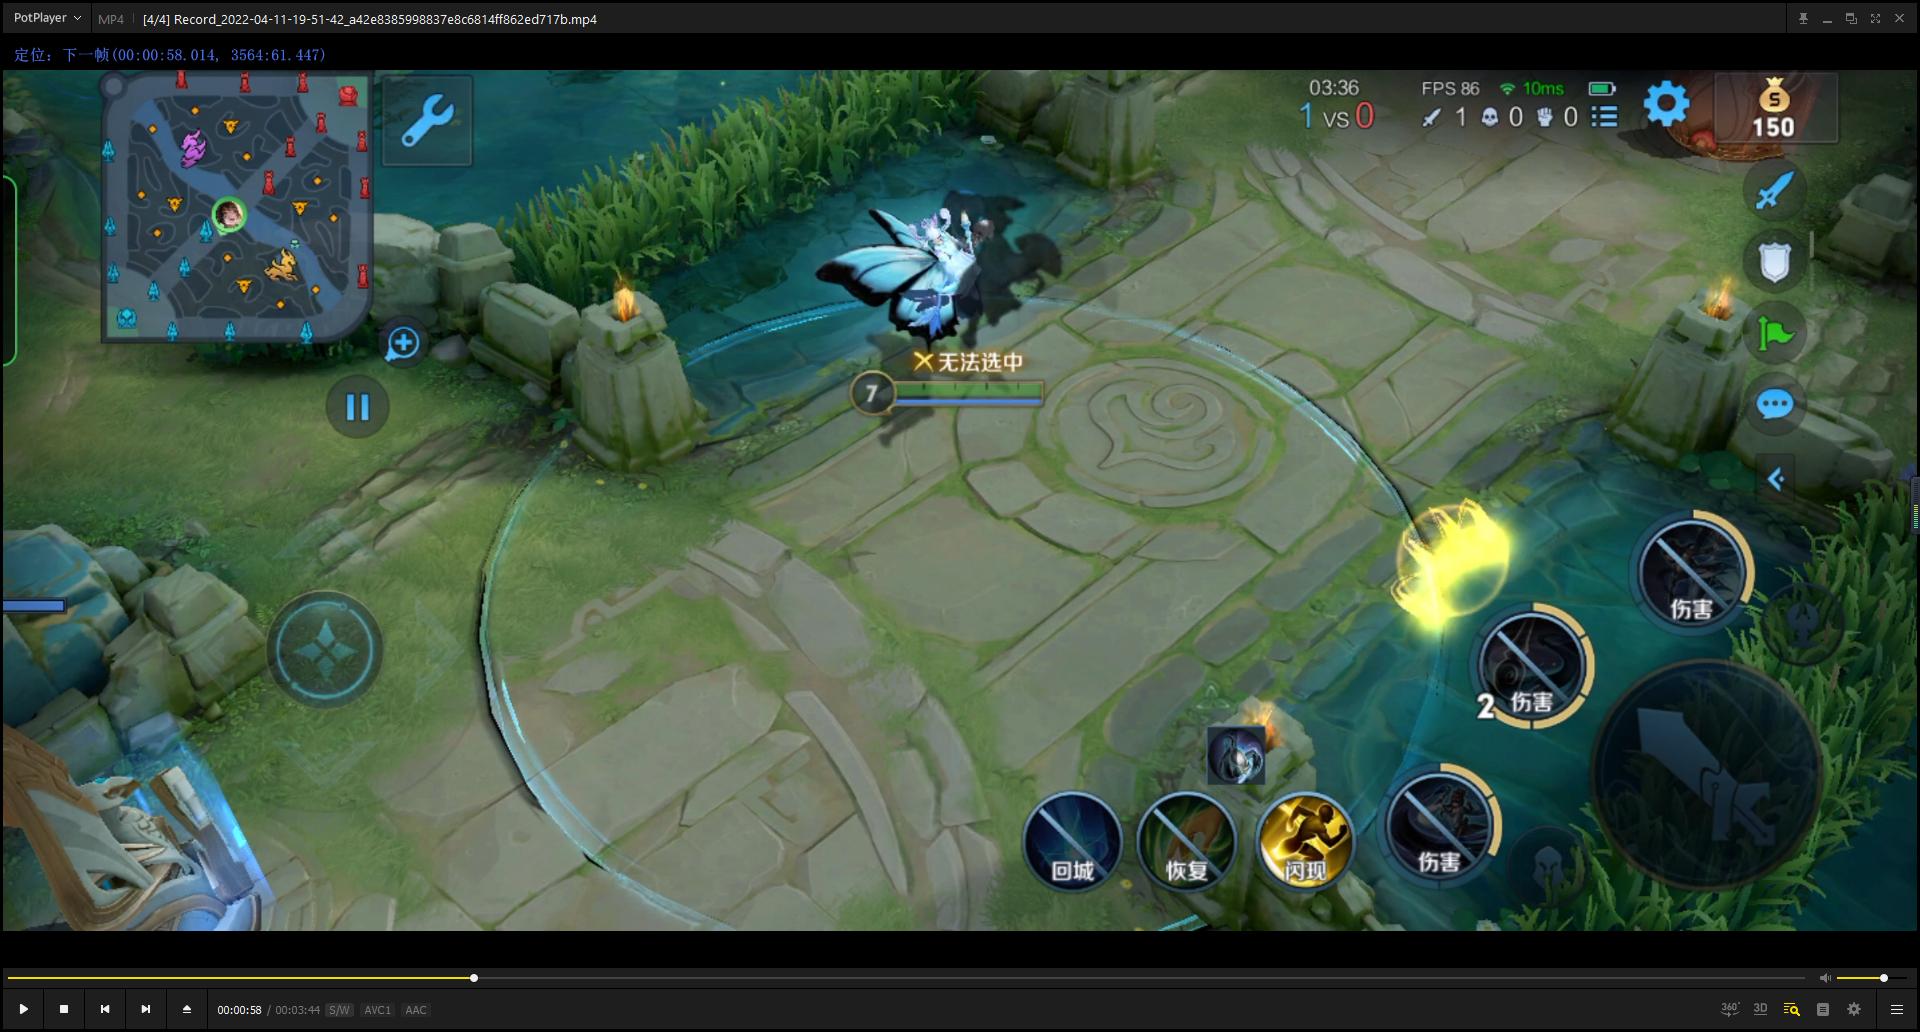 PotPlayer
MP4
[4/4] Record_2022-04-11-19-51-42_a42e8385998837e8c6814ff862ed717b.mp4
定位: 下一帧(00:00:58.014, 3564:61.447)
03:36
FPS 86
10ms
1 VS 0
1 0 0
S
150
无法选中
7
伤害
2 伤害
伤害
回城
恢复
闪现
00:00:58 / 00:03:44 S/W AVC1 AAC
360°
3D